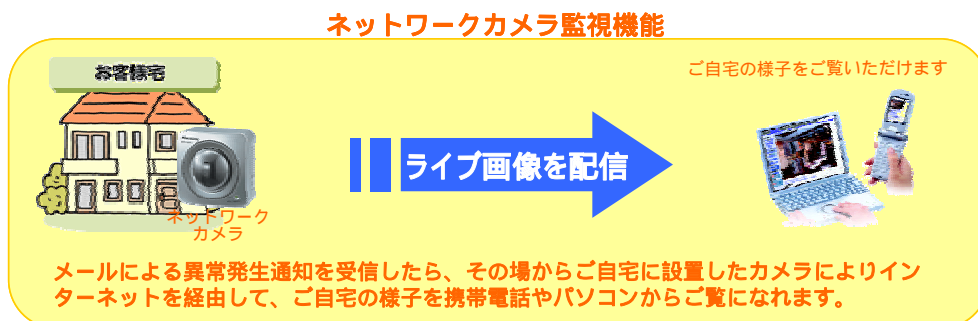 ネットワークカメラ監視機能
お客様宅
ご自宅の様子をご覧いただけます
ライブ画像を配信
ネットワーク
カメラ
メールによる異常発生通知を受信したら、その場からご自宅に設置したカメラによりイン
ターネットを経由して、ご自宅の様子を携帯電話やパソコンからご覧になれます。